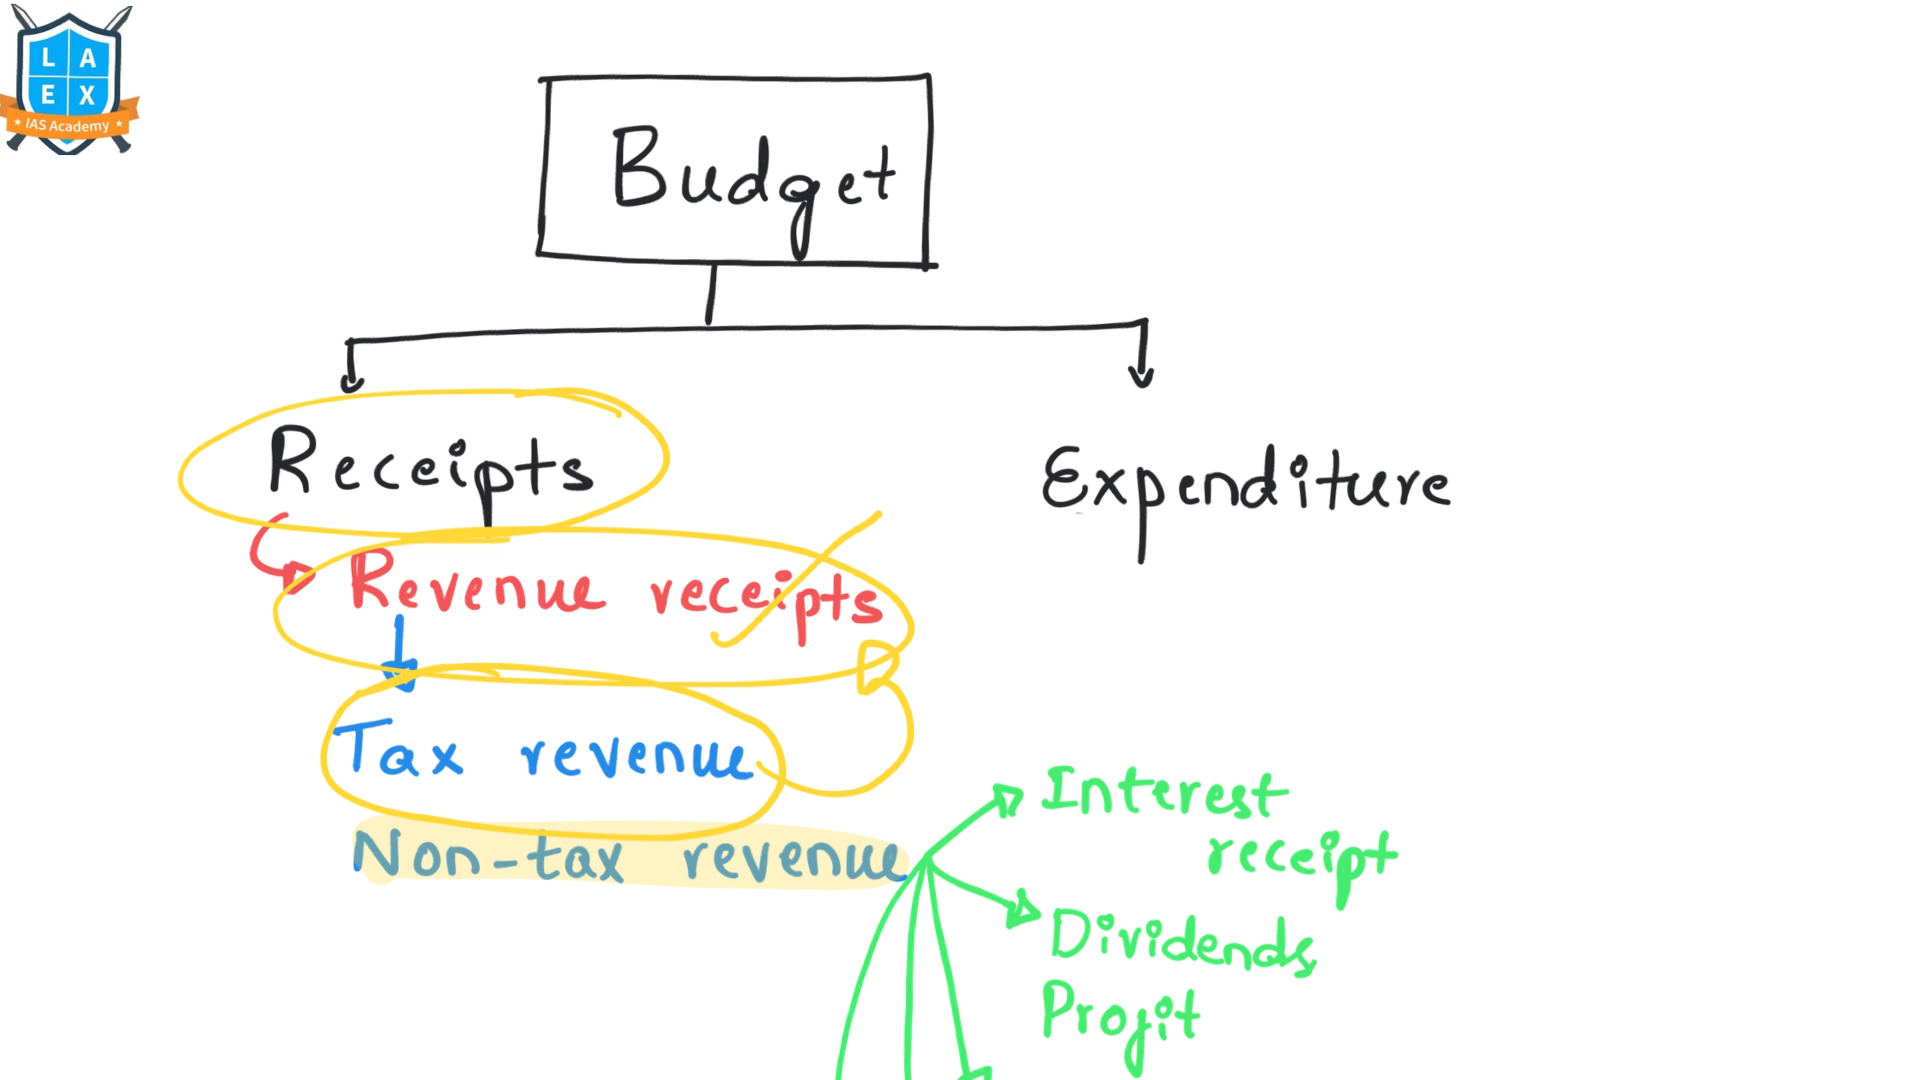 L A
E X
IAS Academy
Budget
Receipts
Expenditure
Revenue receipts
Tax revenue
Non-tax revenue
Interest
receipt
Dividends
Profit